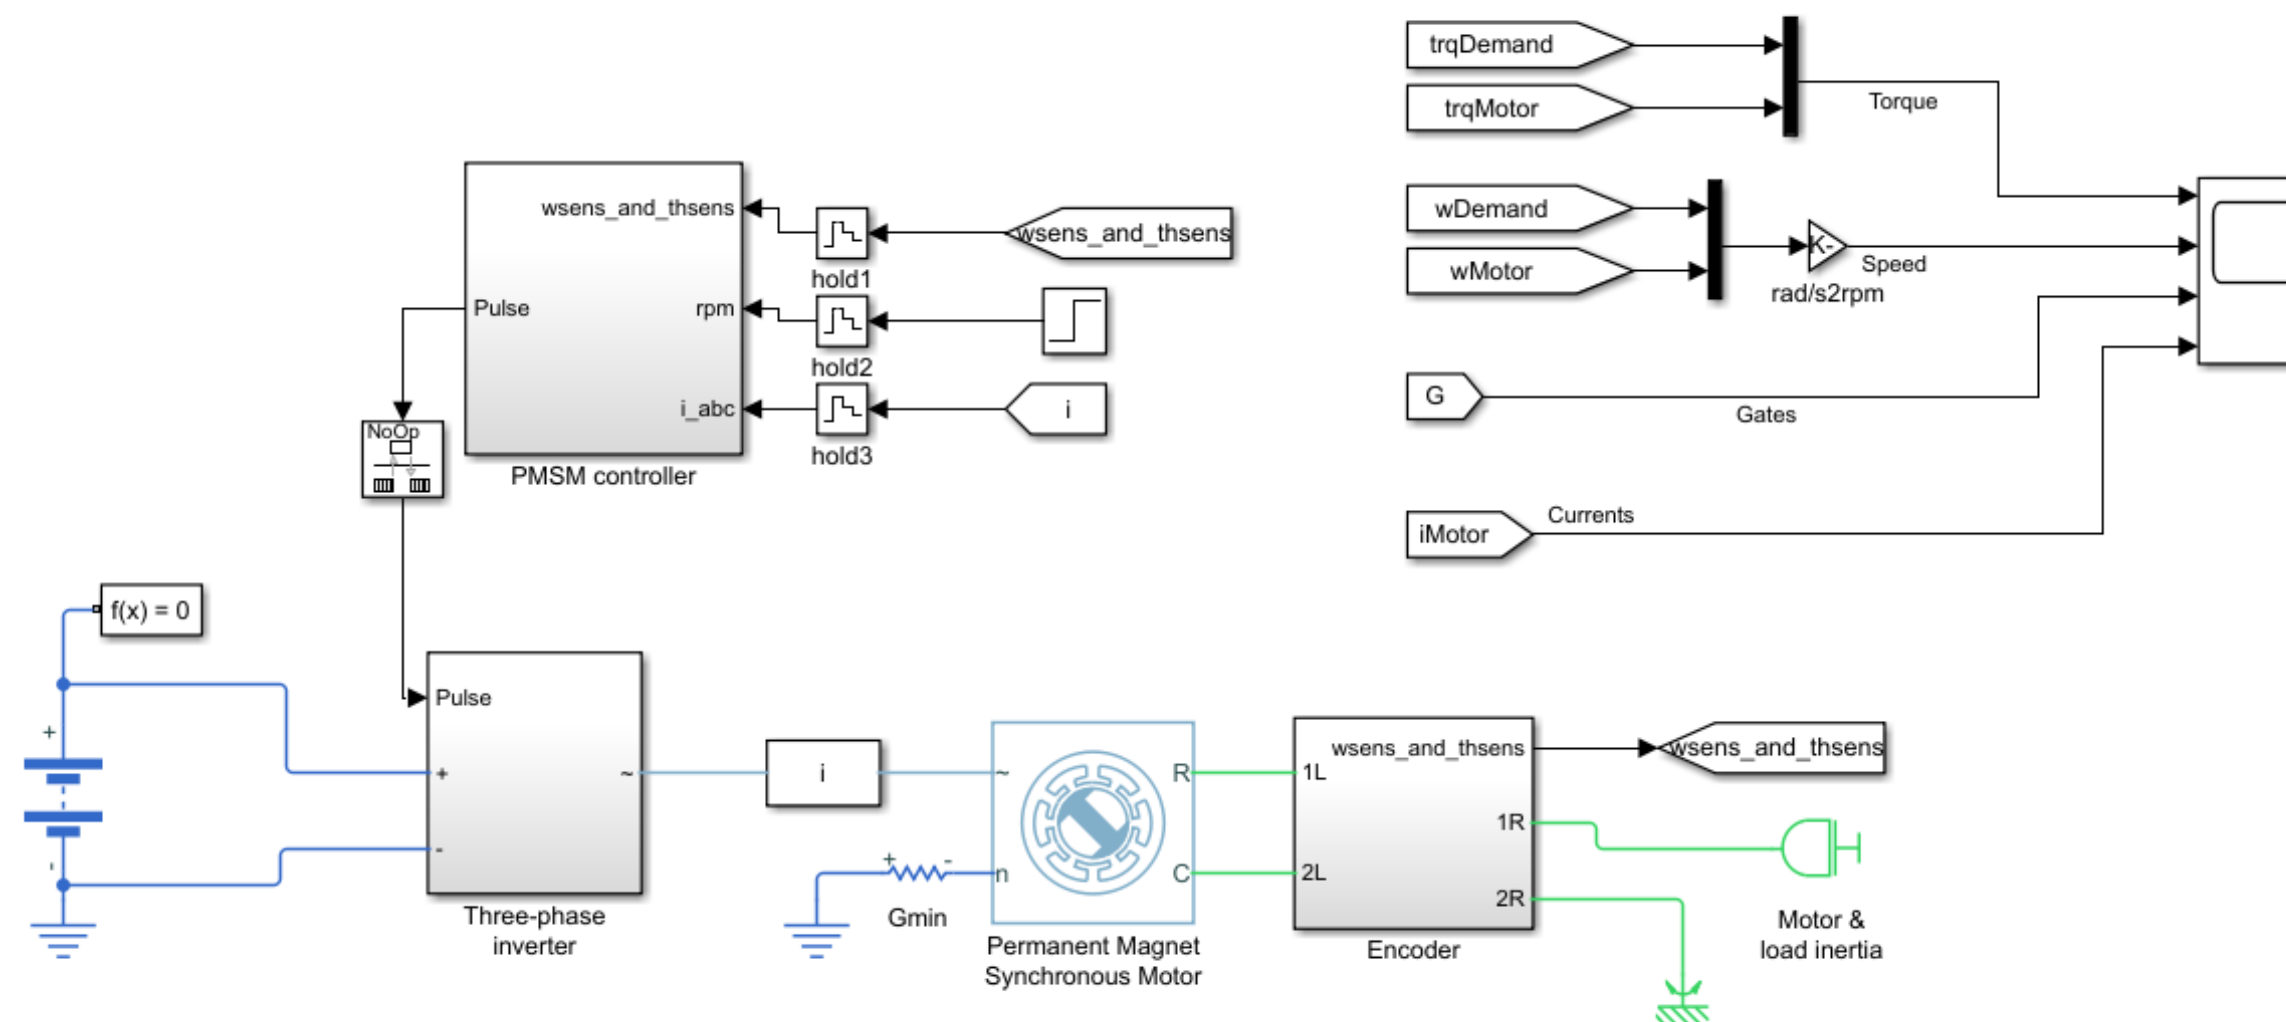 trqDemand
trqMotor
Torque
wsens_and_thsens
wsens_and_thsens
hold1
wDemand
wMotor
K-
Speed
rad/s2rpm
Pulse
rpm
hold2
i_abc
i
hold3
NoOp
PMSM controller
G
Gates
iMotor
Currents
f(x) = 0
Pulse
+
+
-
-
~
Three-phase
inverter
i
~
R
n
C
+
-
Gmin
Permanent Magnet
Synchronous Motor
wsens_and_thsens
1L
1R
2L
2R
Encoder
wsens_and_thsens
Motor &
load inertia